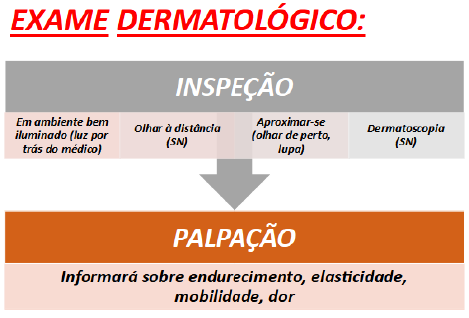 EXAME DERMATOLÓGICO:
INSPEÇÃO
Em ambiente bem
iluminado (luz por
trás do médico)
Olhar à distância
(SN)
Aproximar-se
(olhar de perto,
lupa)
Dermatoscopia
(SN)
PALPAÇÃO
Informará sobre endurecimento, elasticidade,
mobilidade, dor